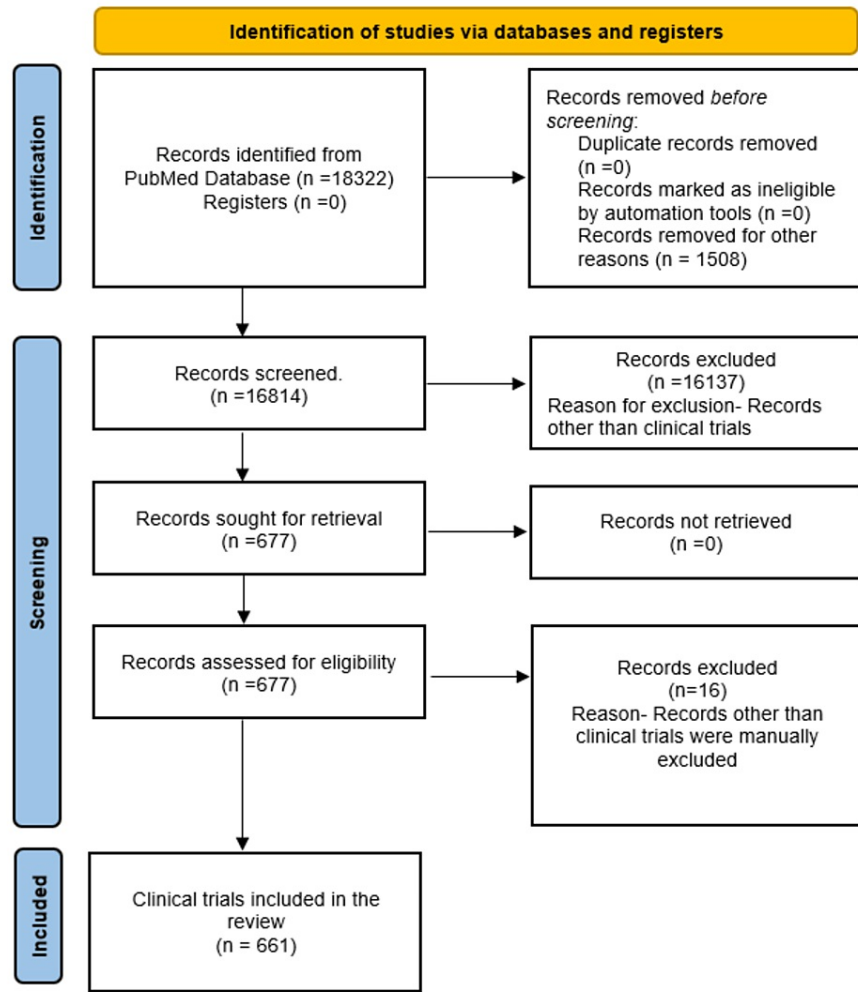 Identification of studies via databases and registers
Identification
Records identified from
PubMed Database (n =18322)
Registers (n =0)
Records removed before
screening:
Duplicate records removed
(n =0)
Records marked as ineligible
by automation tools (n =0)
Records removed for other
reasons (n = 1508)
Screening
Records screened.
(n =16814)
Records excluded
(n =16137)
Reason for exclusion- Records
other than clinical trials
Records sought for retrieval
(n =677)
Records not retrieved
(n =0)
Records assessed for eligibility
(n =677)
Records excluded
(n=16)
Reason- Records other than
clinical trials were manually
excluded
Included
Clinical trials included in the
review
(n = 661)